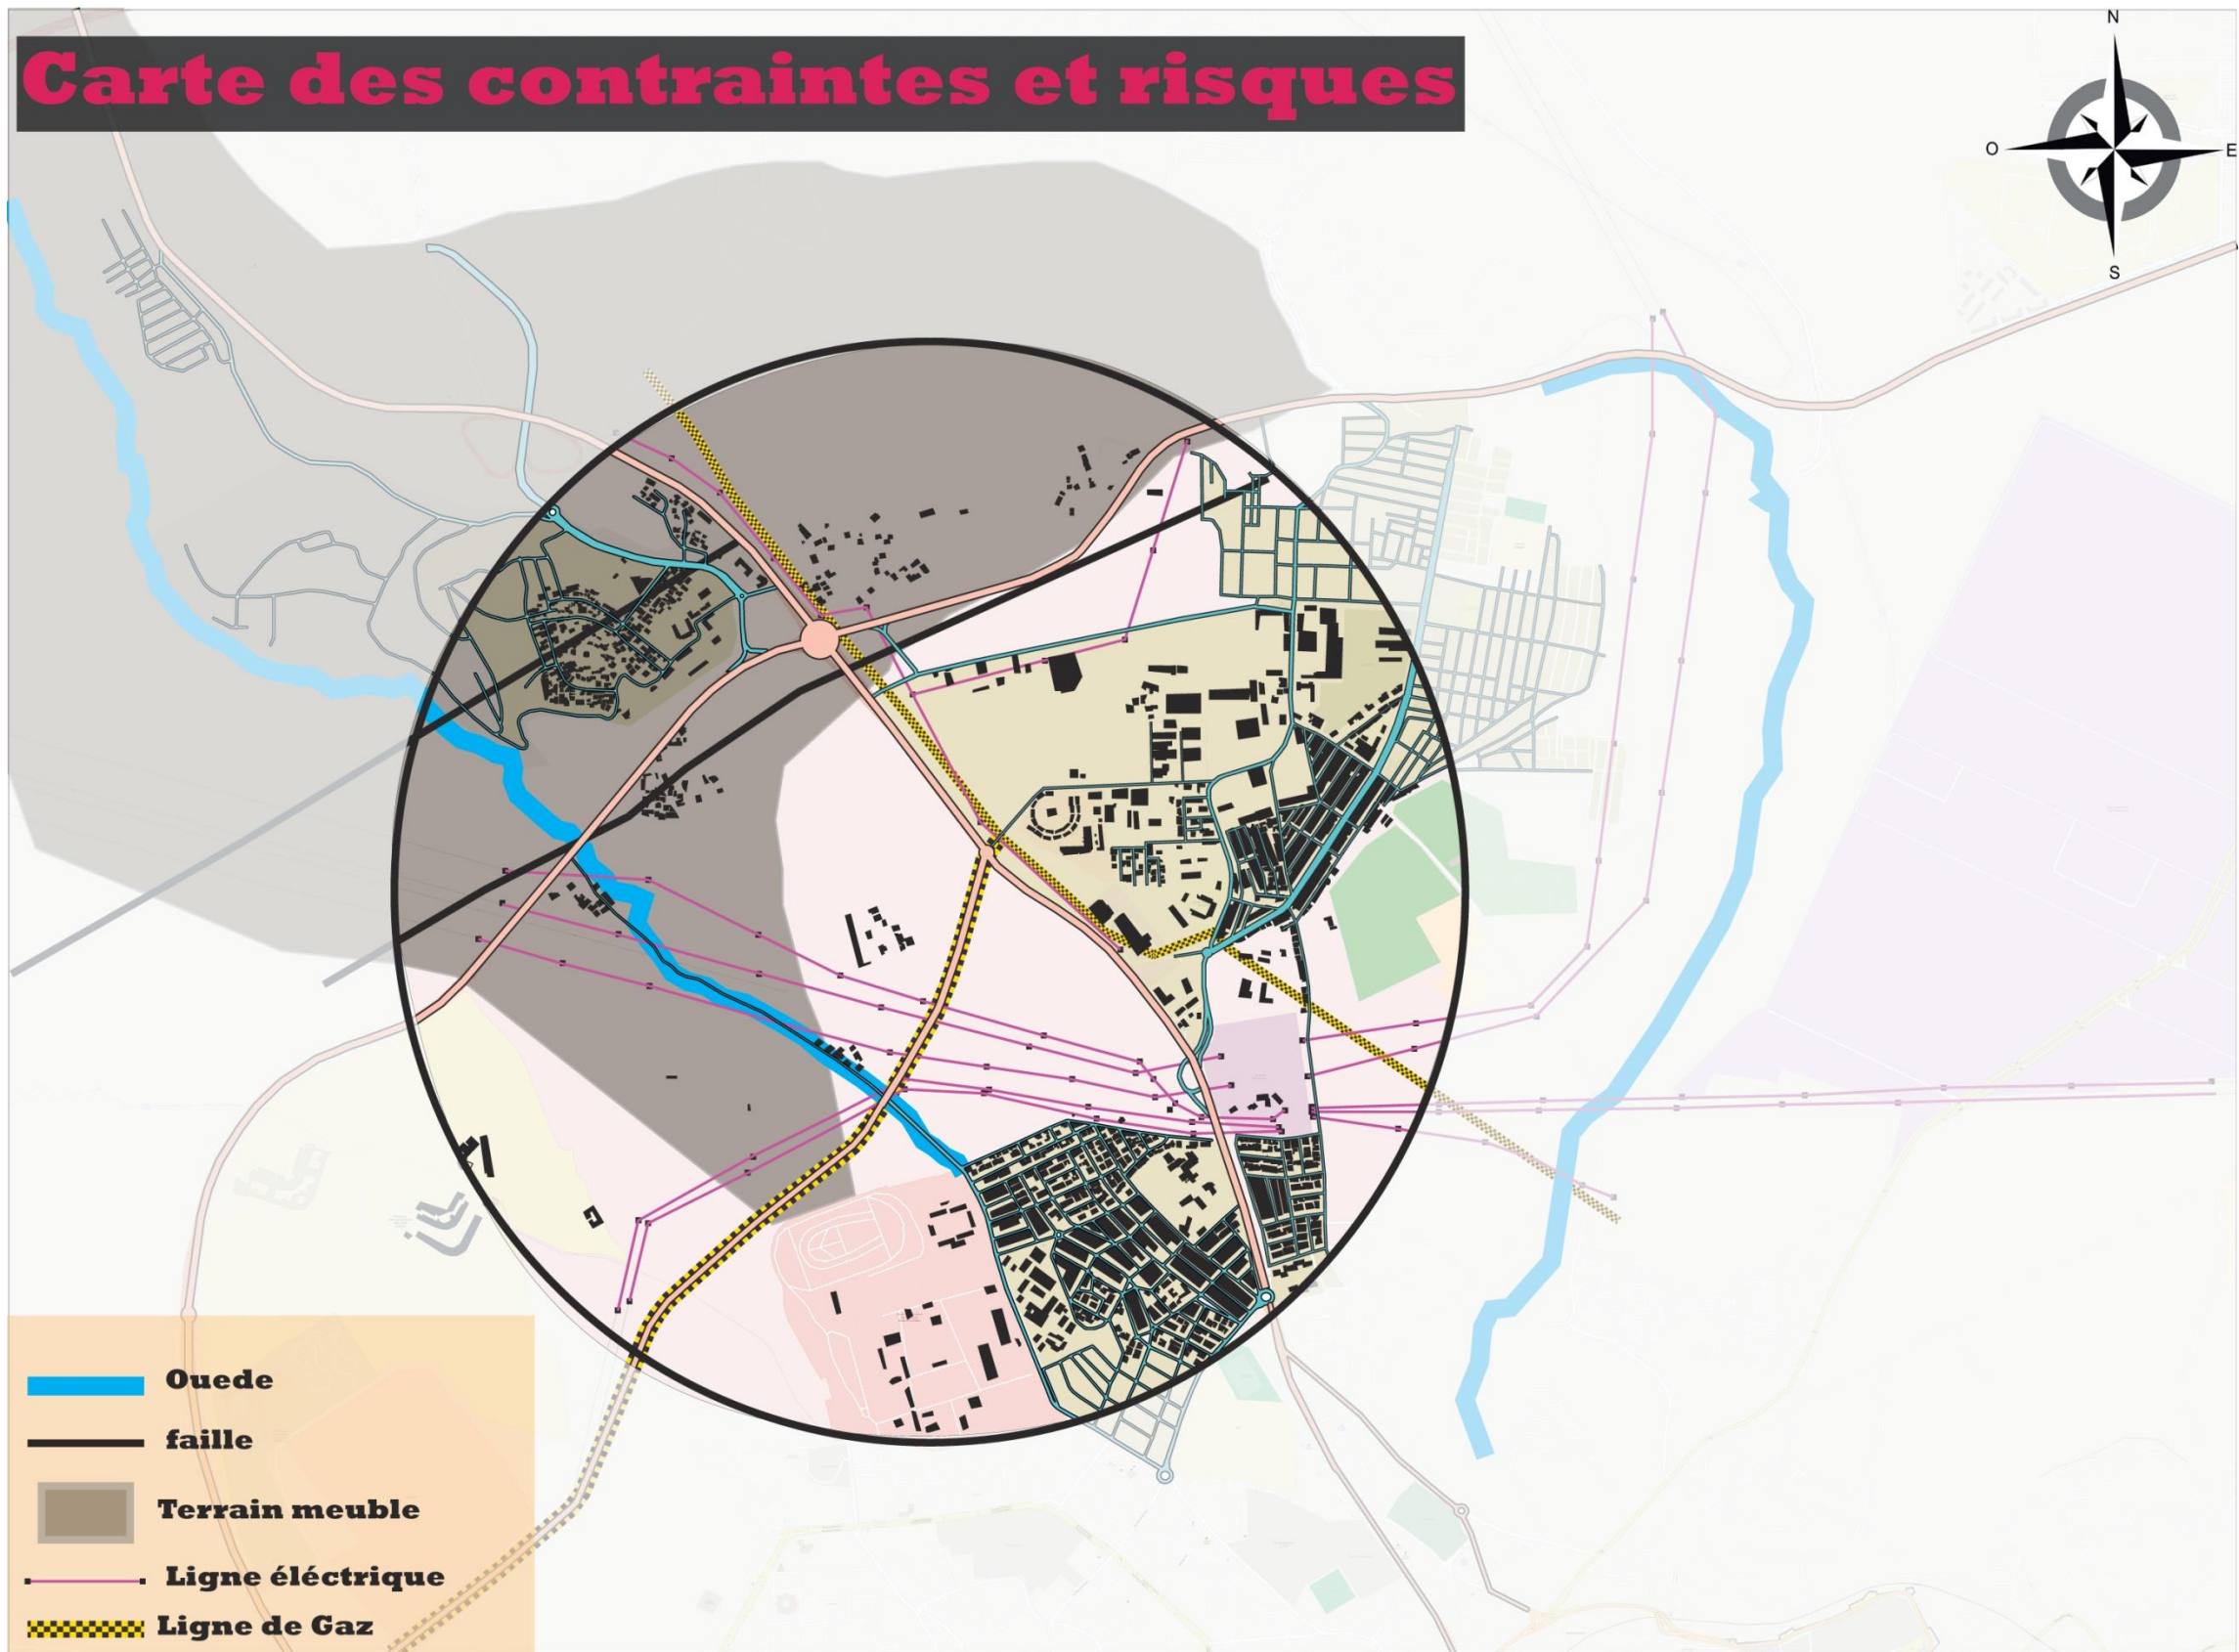 Carte des contraintes et risques
N
O
E
S
Ouede
faille
Terrain meuble
Ligne éléctrique
Ligne de Gaz